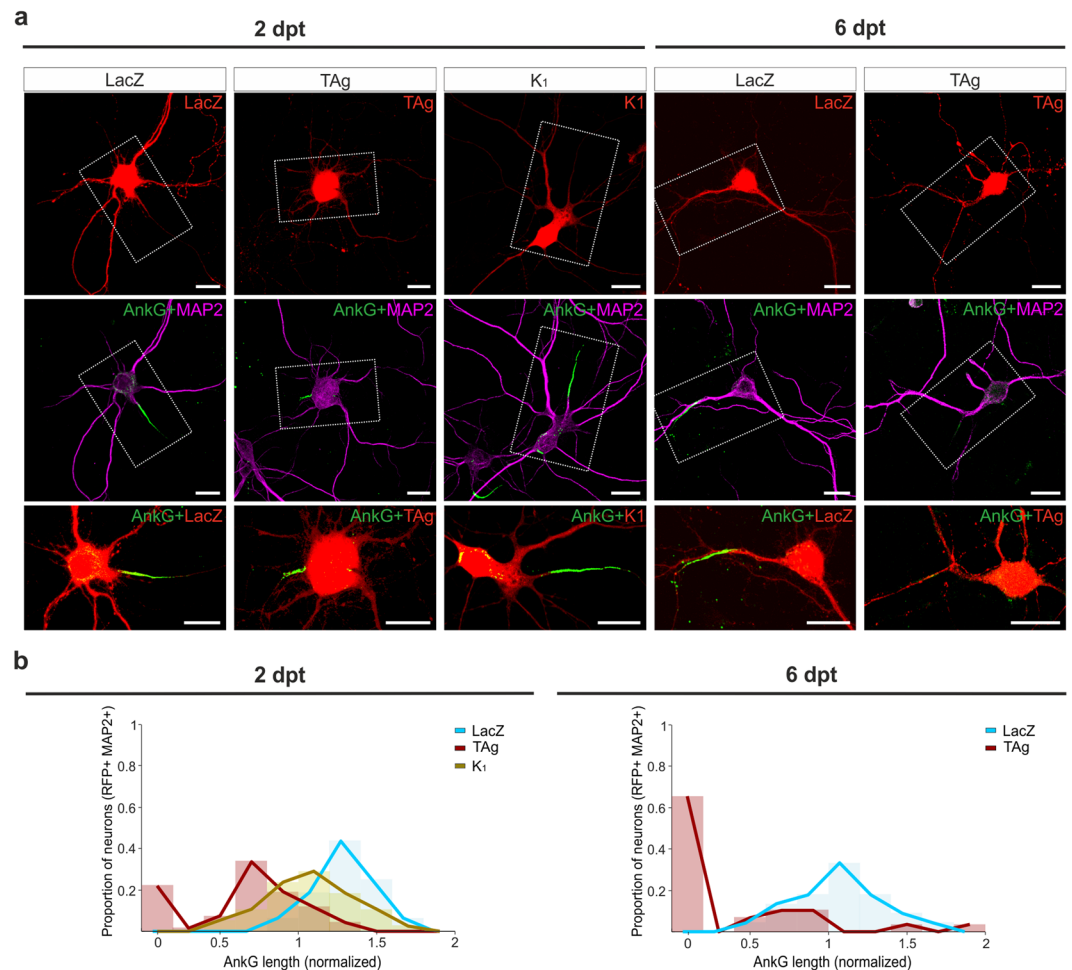 a
2 dpt
6 dpt
LacZ
TAg
K₁
LacZ
TAg
LacZ
TAg
K1
LacZ
TAg
AnkG+MAP2
AnkG+MAP2
AnkG+MAP2
AnkG+MAP2
AnkG+MAP2
AnkG+LacZ
AnkG+TAg
AnkG+K1
AnkG+LacZ
AnkG+TAg
b
2 dpt
6 dpt
Proportion of neurons (RFP+ MAP2+)
1
0.8
0.6
0.4
0.2
0
0.5
1
1.5
2
AnkG length (normalized)
LacZ
TAg
K₁
Proportion of neurons (RFP+ MAP2+)
1
0.8
0.6
0.4
0.2
0
0.5
1
1.5
2
AnkG length (normalized)
LacZ
TAg